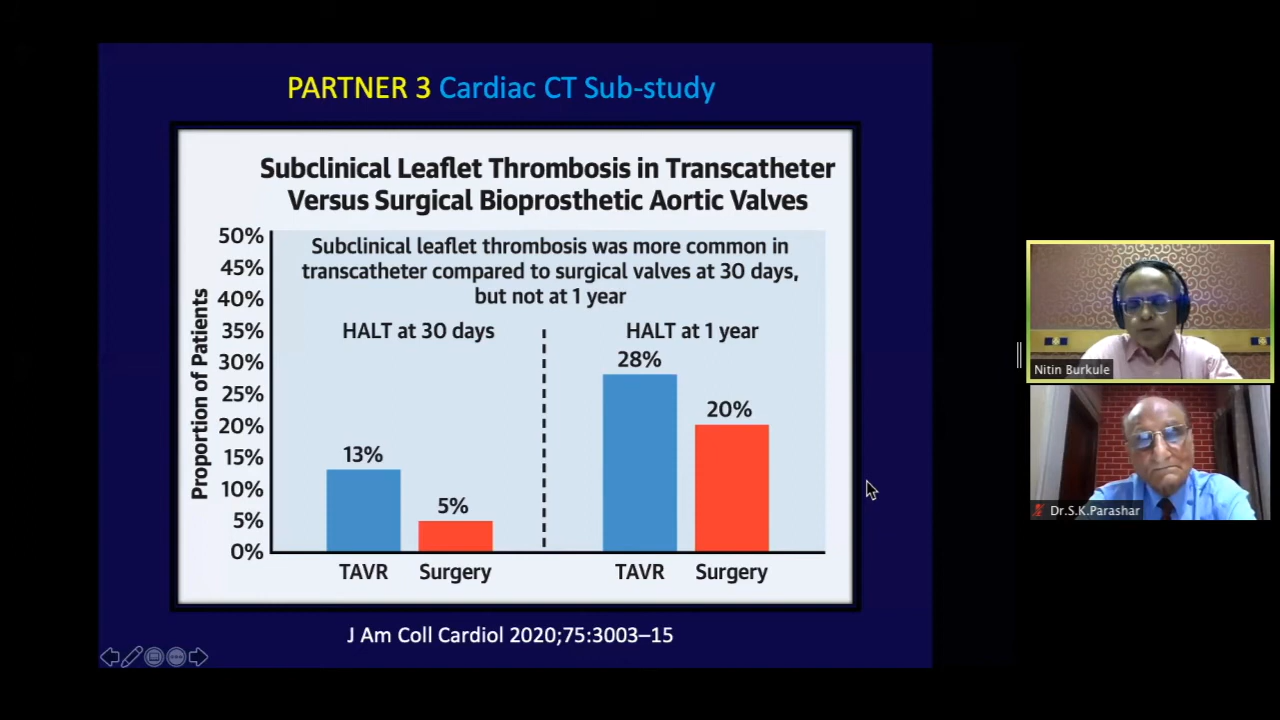 PARTNER 3 Cardiac CT Sub-study
Subclinical Leaflet Thrombosis in Transcatheter
Versus Surgical Bioprosthetic Aortic Valves
50%
45%
40%
35%
30%
25%
20%
15%
10%
5%
0%
Proportion of Patients
Subclinical leaflet thrombosis was more common in
transcatheter compared to surgical valves at 30 days,
but not at 1 year
HALT at 30 days
13%
5%
TAVR Surgery
HALT at 1 year
28%
20%
TAVR Surgery
J Am Coll Cardiol 2020;75:3003–15
Nitin Burkule
Dr.S.K.Parashar